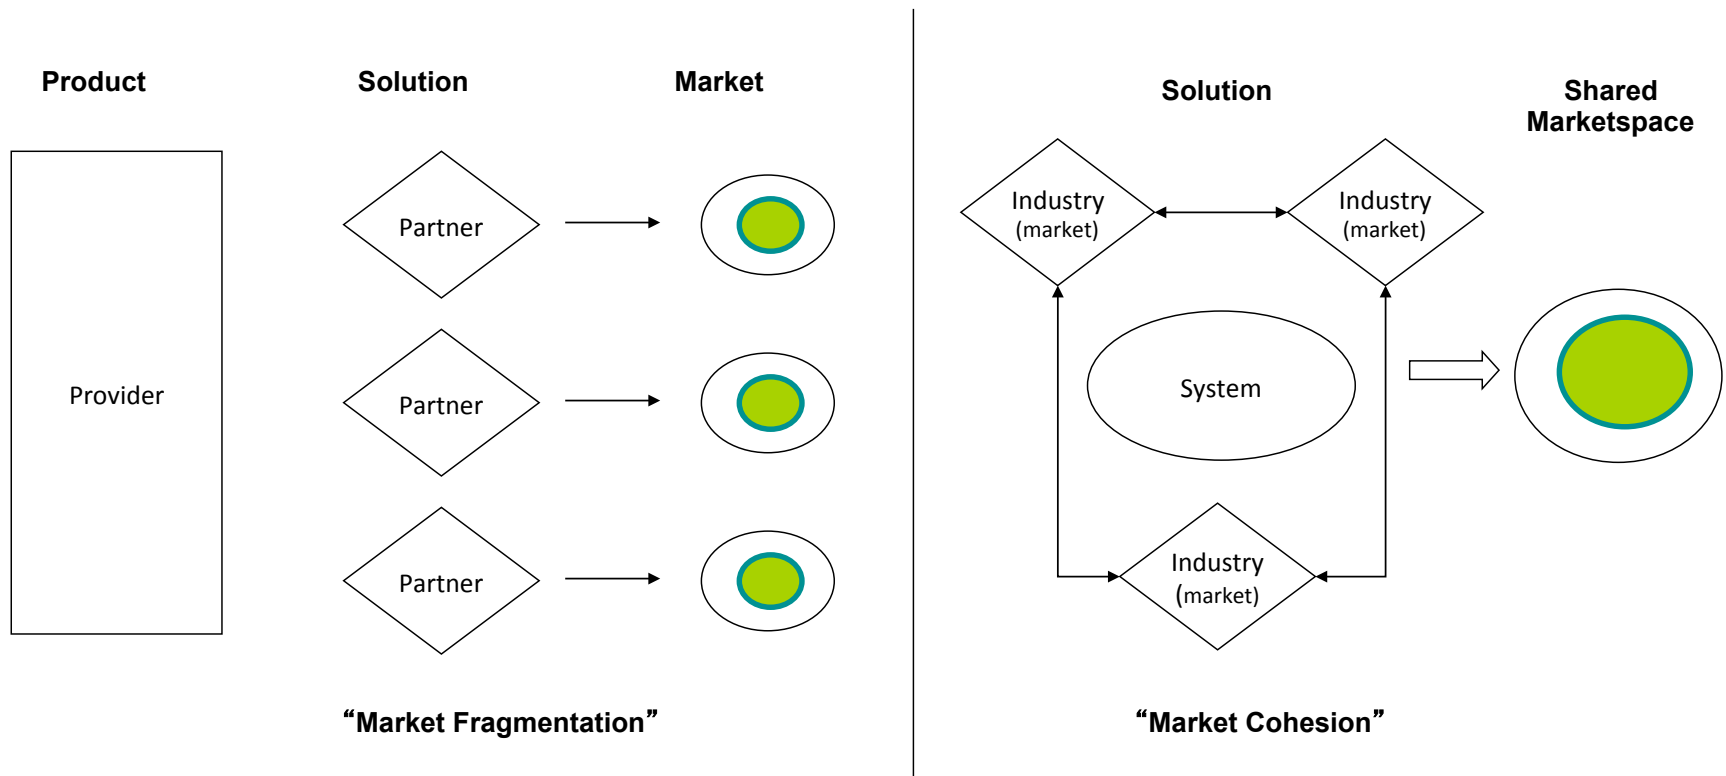 Product
Solution
Market
Provider
Partner
Partner
Partner
“Market Fragmentation”
Solution
Shared
Marketspace
Industry
(market)
Industry
(market)
System
Industry
(market)
“Market Cohesion”